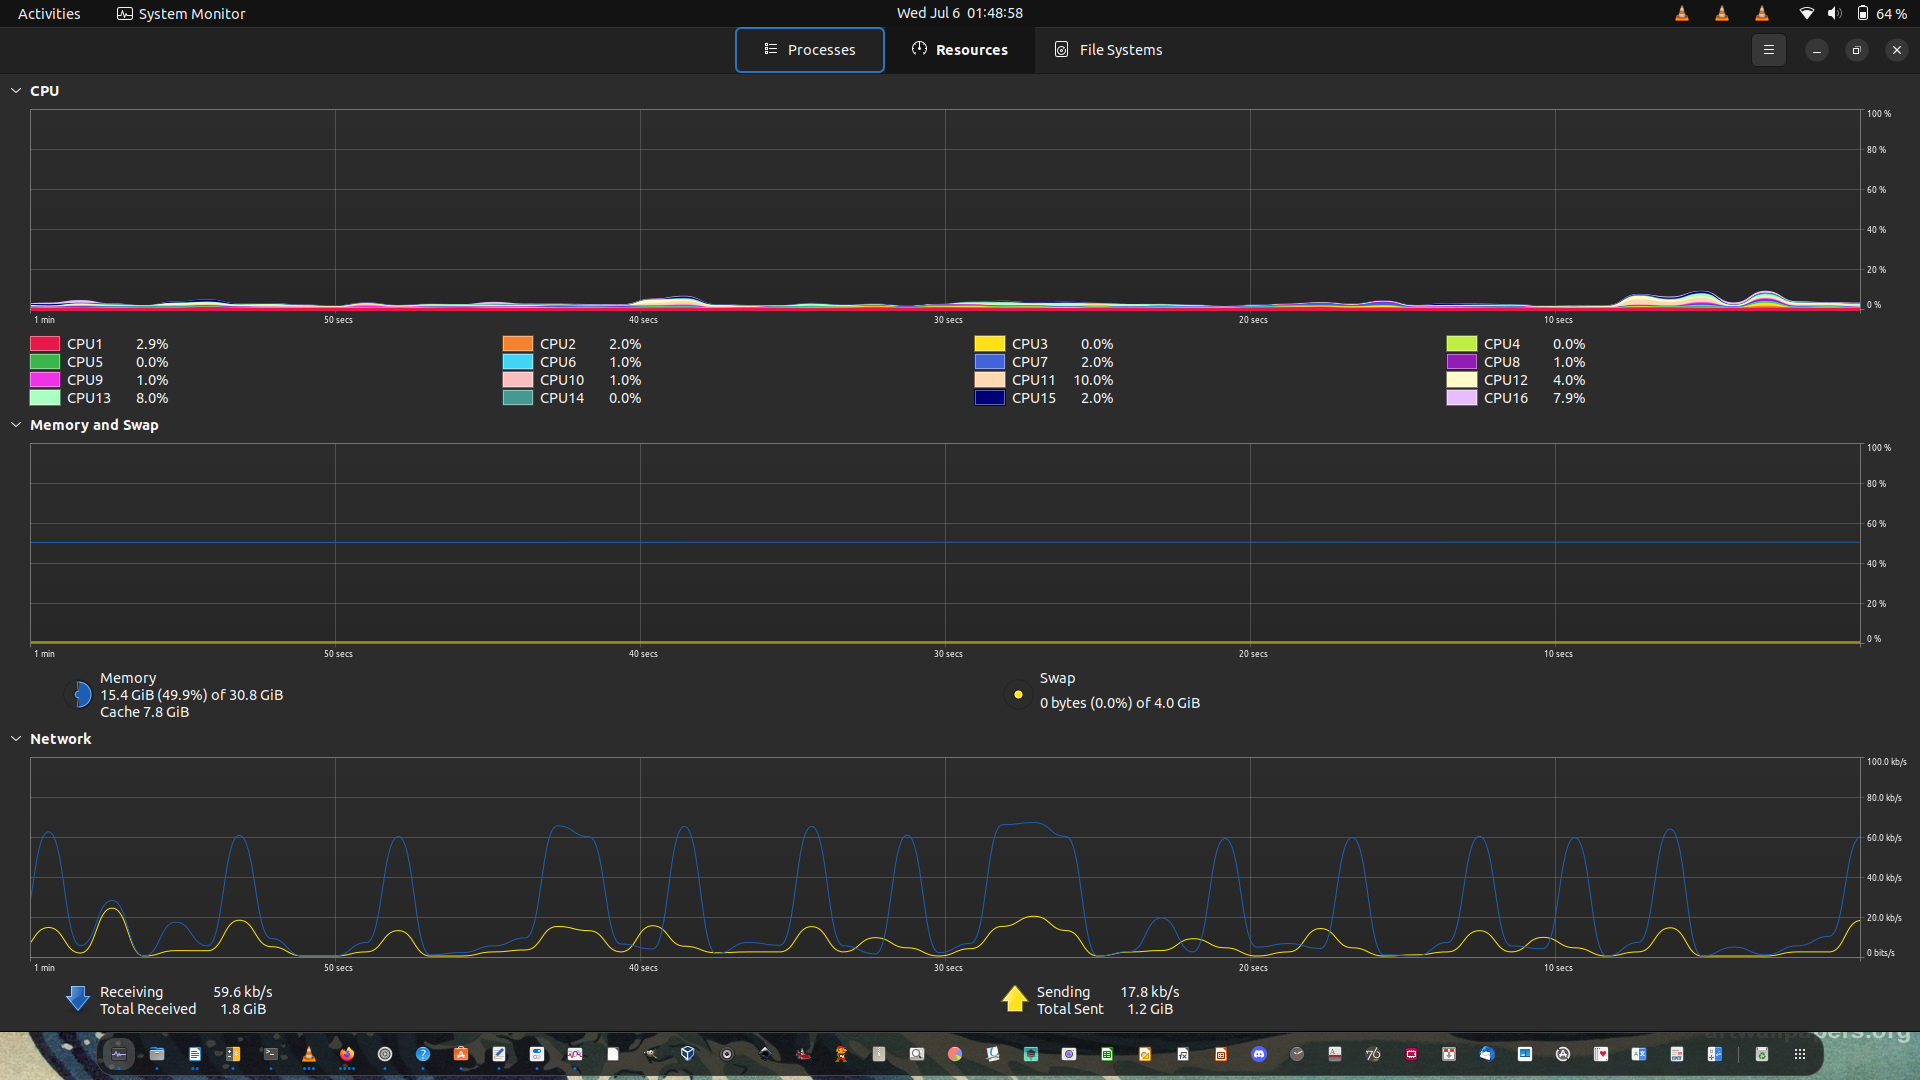 Activities System Monitor Wed Jul 6 01:48:58 64 %
Processes Resources File Systems
CPU
100 %
80 %
60 %
40 %
20 %
0 %
1 min 50 secs 40 secs 30 secs 20 secs 10 secs
CPU1 2.9% CPU2 2.0% CPU3 0.0% CPU4 0.0%
CPU5 0.0% CPU6 1.0% CPU7 2.0% CPU8 1.0%
CPU9 1.0% CPU10 1.0% CPU11 10.0% CPU12 4.0%
CPU13 8.0% CPU14 0.0% CPU15 2.0% CPU16 7.9%
Memory and Swap
100 %
80 %
60 %
40 %
20 %
0 %
1 min 50 secs 40 secs 30 secs 20 secs 10 secs
Memory
15.4 GiB (49.9%) of 30.8 GiB
Cache 7.8 GiB
Swap
0 bytes (0.0%) of 4.0 GiB
Network
100.0 kb/s
80.0 kb/s
60.0 kb/s
40.0 kb/s
20.0 kb/s
0 bits/s
1 min 50 secs 40 secs 30 secs 20 secs 10 secs
Receiving 59.6 kb/s
Total Received 1.8 GiB
Sending 17.8 kb/s
Total Sent 1.2 GiB